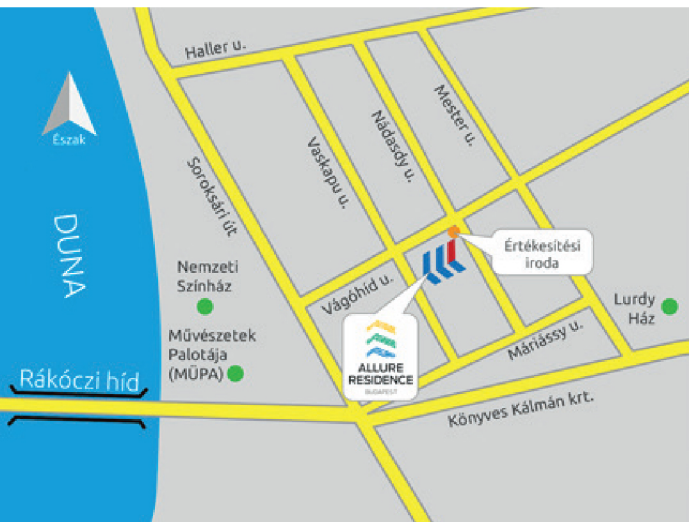 Haller u.
Észak
DUNA
Soroksári út
Vaskapu u.
Nádasdy u.
Mester u.
Értékesítési
iroda
Nemzeti
Színház
Vágóhíd u.
Lurdy
Ház
Művészetek
Palotája
(MÜPA)
Máriássy u.
ALLURE
RESIDENCE
BUDAPEST
Rákóczi híd
Könyves Kálmán krt.